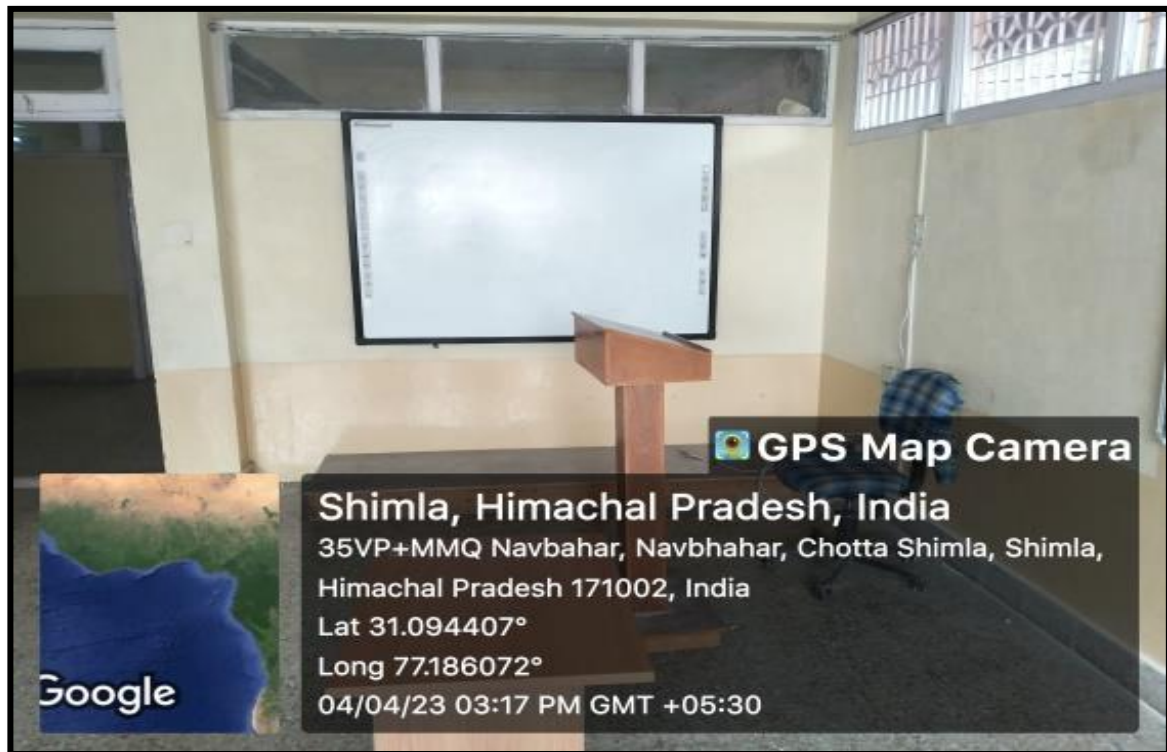 GPS Map Camera
Shimla, Himachal Pradesh, India
35VP+MMQ Navbahar, Navbhahar, Chotta Shimla, Shimla,
Himachal Pradesh 171002, India
Lat 31.094407°
Long 77.186072°
04/04/23 03:17 PM GMT +05:30
Google